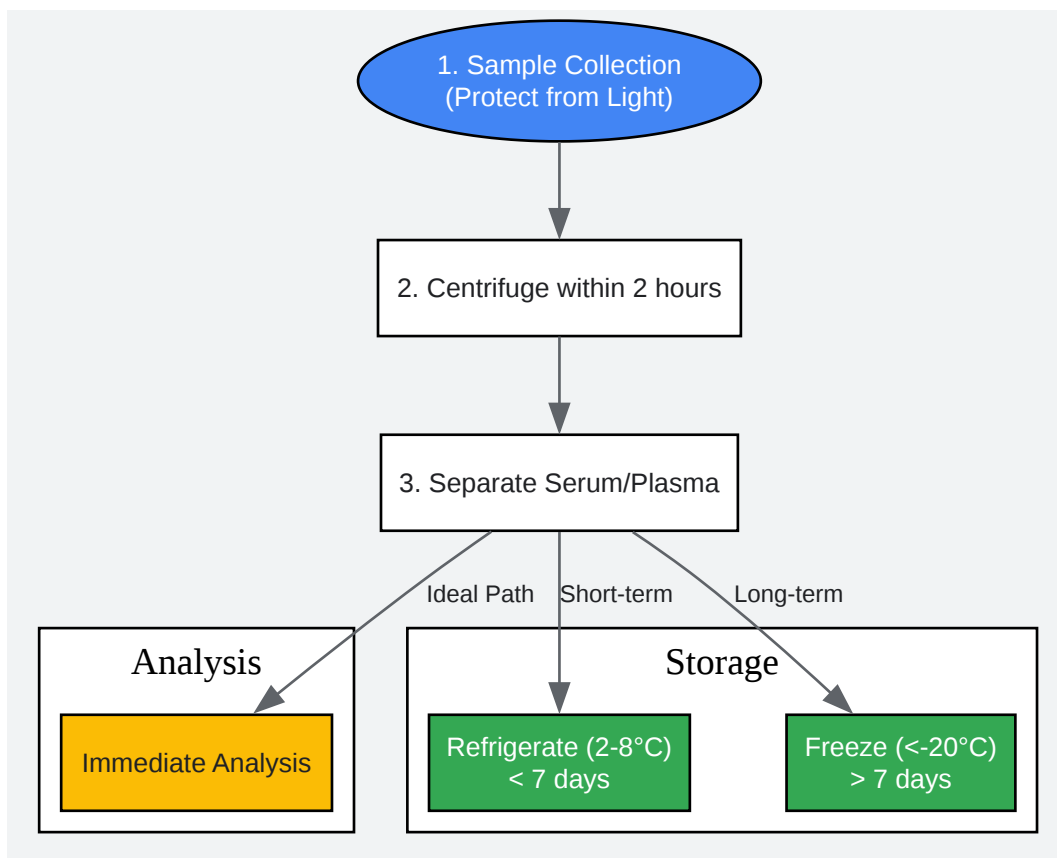 1. Sample Collection
(Protect from Light)
2. Centrifuge within 2 hours
3. Separate Serum/Plasma
Ideal Path
Short-term
Long-term
Analysis
Storage
Immediate Analysis
Refrigerate (2-8°C)
< 7 days
Freeze (<-20°C)
> 7 days